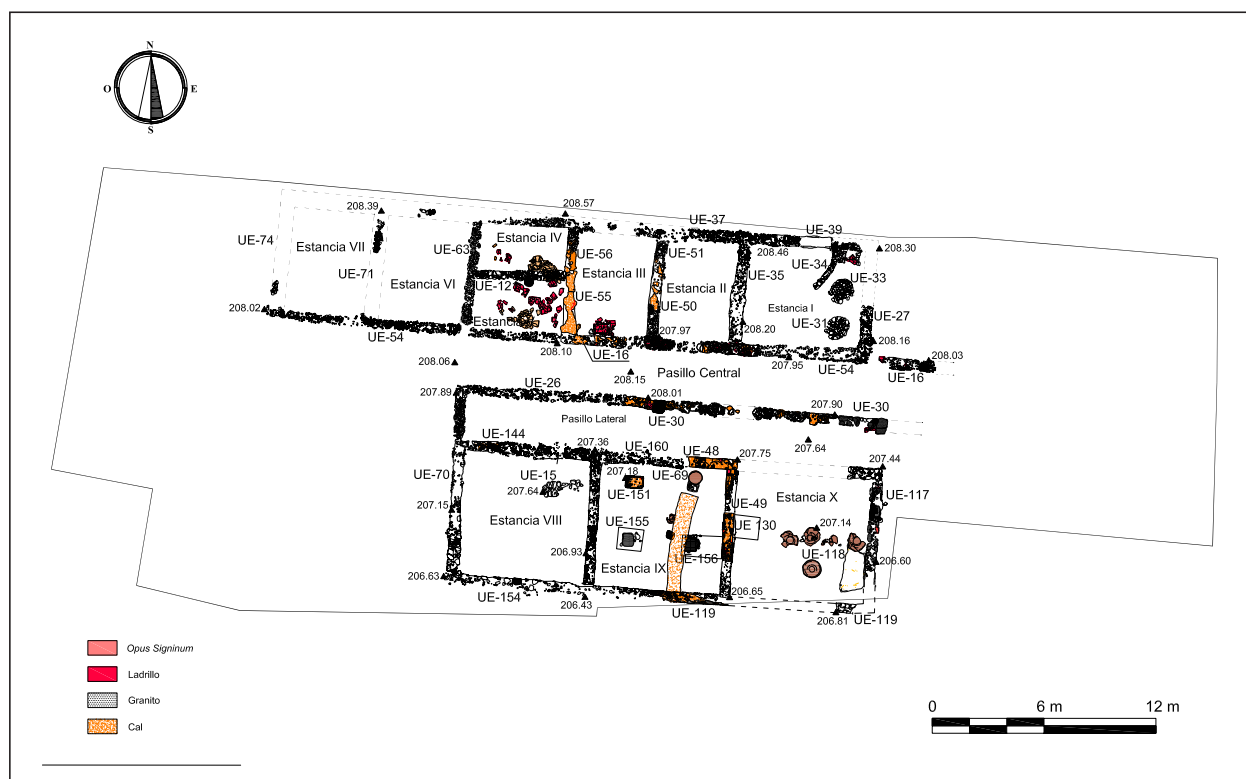 N
O E
S
208.57
208.39
UE-37
UE-39
208.46
208.30
UE-74
Estancia VII
UE-63
Estancia IV
UE-56
UE-51
UE-34
UE-33
UE-71
Estancia VI
UE-12
Estancia III
UE-35
Estancia II
UE-55
UE-50
Estancia I
UE-31
UE-27
208.02
Estancia
207.97
208.20
208.16
UE-54
208.10
UE-16
207.95
UE-54
208.03
UE-16
208.06
208.15
Pasillo Central
207.89
UE-26
208.01
207.90
UE-30
Pasillo Lateral
UE-30
207.64
UE-144
207.36
UE-160
UE-48
207.75
207.44
UE-70
UE-15
207.18
UE-69
207.64
UE-151
UE-49
Estancia X
UE-117
207.15
Estancia VIII
UE-155
UE 130
207.14
206.93
UE-156
UE-118
206.60
206.63
Estancia IX
UE-154
206.43
206.65
UE-119
206.81
UE-119
Opus Signinum
Ladrillo
Granito
Cal
0 6 m 12 m